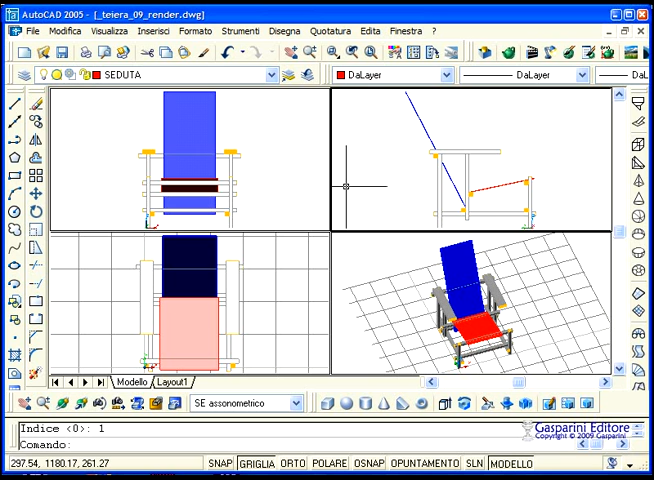 AutoCAD 2005 - [_teiera_09_render.dwg]
File Modifica Visualizza Inserisci Formato Strumenti Disegna Quotatura Edita Finestra ?
SEDUTA DaLayer DaLayer DaL
Modello Layout1
SE assonometrico
Indice <0>: 1
Comando:
Gasparini Editore
Copyright © 2009 Gasparini
297.54, 1180.17, 261.27 SNAP GRIGLIA ORTO POLARE OSNAP OPUNTAMENTO SLN MODELLO